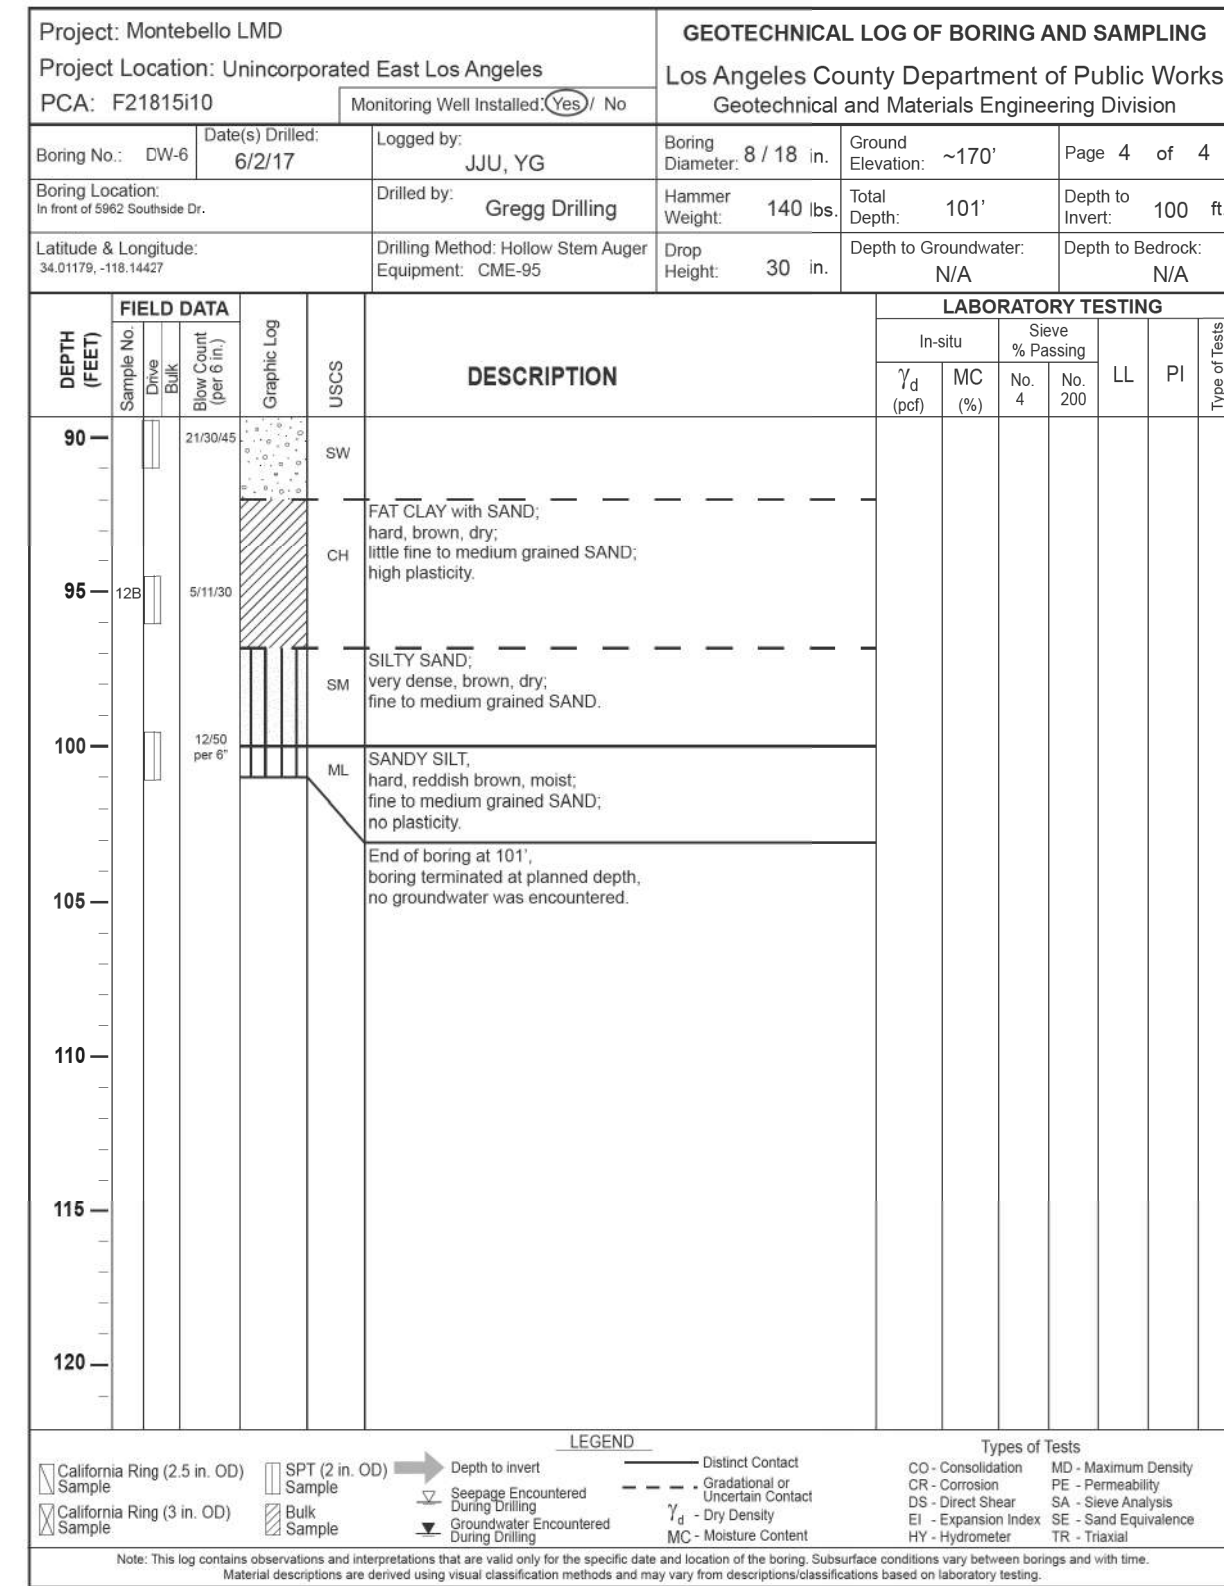 Project: Montebello LMD
Project Location: Unincorporated East Los Angeles
PCA: F21815i10
Monitoring Well Installed: Yes / No
GEOTECHNICAL LOG OF BORING AND SAMPLING
Los Angeles County Department of Public Works
Geotechnical and Materials Engineering Division
Boring No.: DW-6
Date(s) Drilled:
6/2/17
Logged by:
JJU, YG
Boring
Diameter: 8 / 18 in.
Ground
Elevation: ~170'
Page 4 of 4
Boring Location:
In front of 5962 Southside Dr.
Drilled by:
Gregg Drilling
Hammer
Weight: 140 lbs.
Total
Depth: 101'
Depth to
Invert: 100 ft.
Latitude & Longitude:
34.01179, -118.14427
Drilling Method: Hollow Stem Auger
Equipment: CME-95
Drop
Height: 30 in.
Depth to Groundwater:
N/A
Depth to Bedrock:
N/A
DEPTH
(FEET)
FIELD DATA
Sample No.
Drive
Bulk
Blow Count
(per 6 in.)
Graphic Log
USCS
DESCRIPTION
LABORATORY TESTING
In-situ
Sieve
% Passing
γd
(pcf)
MC
(%)
No.
4
No.
200
LL
PI
Type of Tests
90
21/30/45
SW
FAT CLAY with SAND;
hard, brown, dry;
little fine to medium grained SAND;
high plasticity.
CH
95
12B
5/11/30
SILTY SAND;
very dense, brown, dry;
fine to medium grained SAND.
SM
100
12/50
per 6"
SANDY SILT,
hard, reddish brown, moist;
fine to medium grained SAND;
no plasticity.
ML
End of boring at 101',
boring terminated at planned depth,
no groundwater was encountered.
105
110
115
120
LEGEND
California Ring (2.5 in. OD)
Sample
California Ring (3 in. OD)
Sample
SPT (2 in. OD)
Sample
Bulk
Sample
Depth to invert
Seepage Encountered
During Drilling
Groundwater Encountered
During Drilling
Distinct Contact
Gradational or
Uncertain Contact
γd - Dry Density
MC - Moisture Content
Types of Tests
CO - Consolidation
CR - Corrosion
DS - Direct Shear
EI - Expansion Index
HY - Hydrometer
MD - Maximum Density
PE - Permeability
SA - Sieve Analysis
SE - Sand Equivalence
TR - Triaxial
Note: This log contains observations and interpretations that are valid only for the specific date and location of the boring. Subsurface conditions vary between borings and with time.
Material descriptions are derived using visual classification methods and may vary from descriptions/classifications based on laboratory testing.